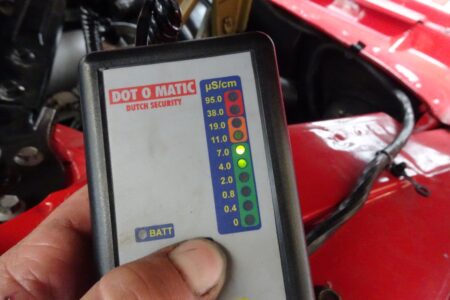 DOT O MATIC
DUTCH SECURITY
µS/cm
95.0
38.0
19.0
11.0
7.0
4.0
2.0
0.8
0.4
0
BATT